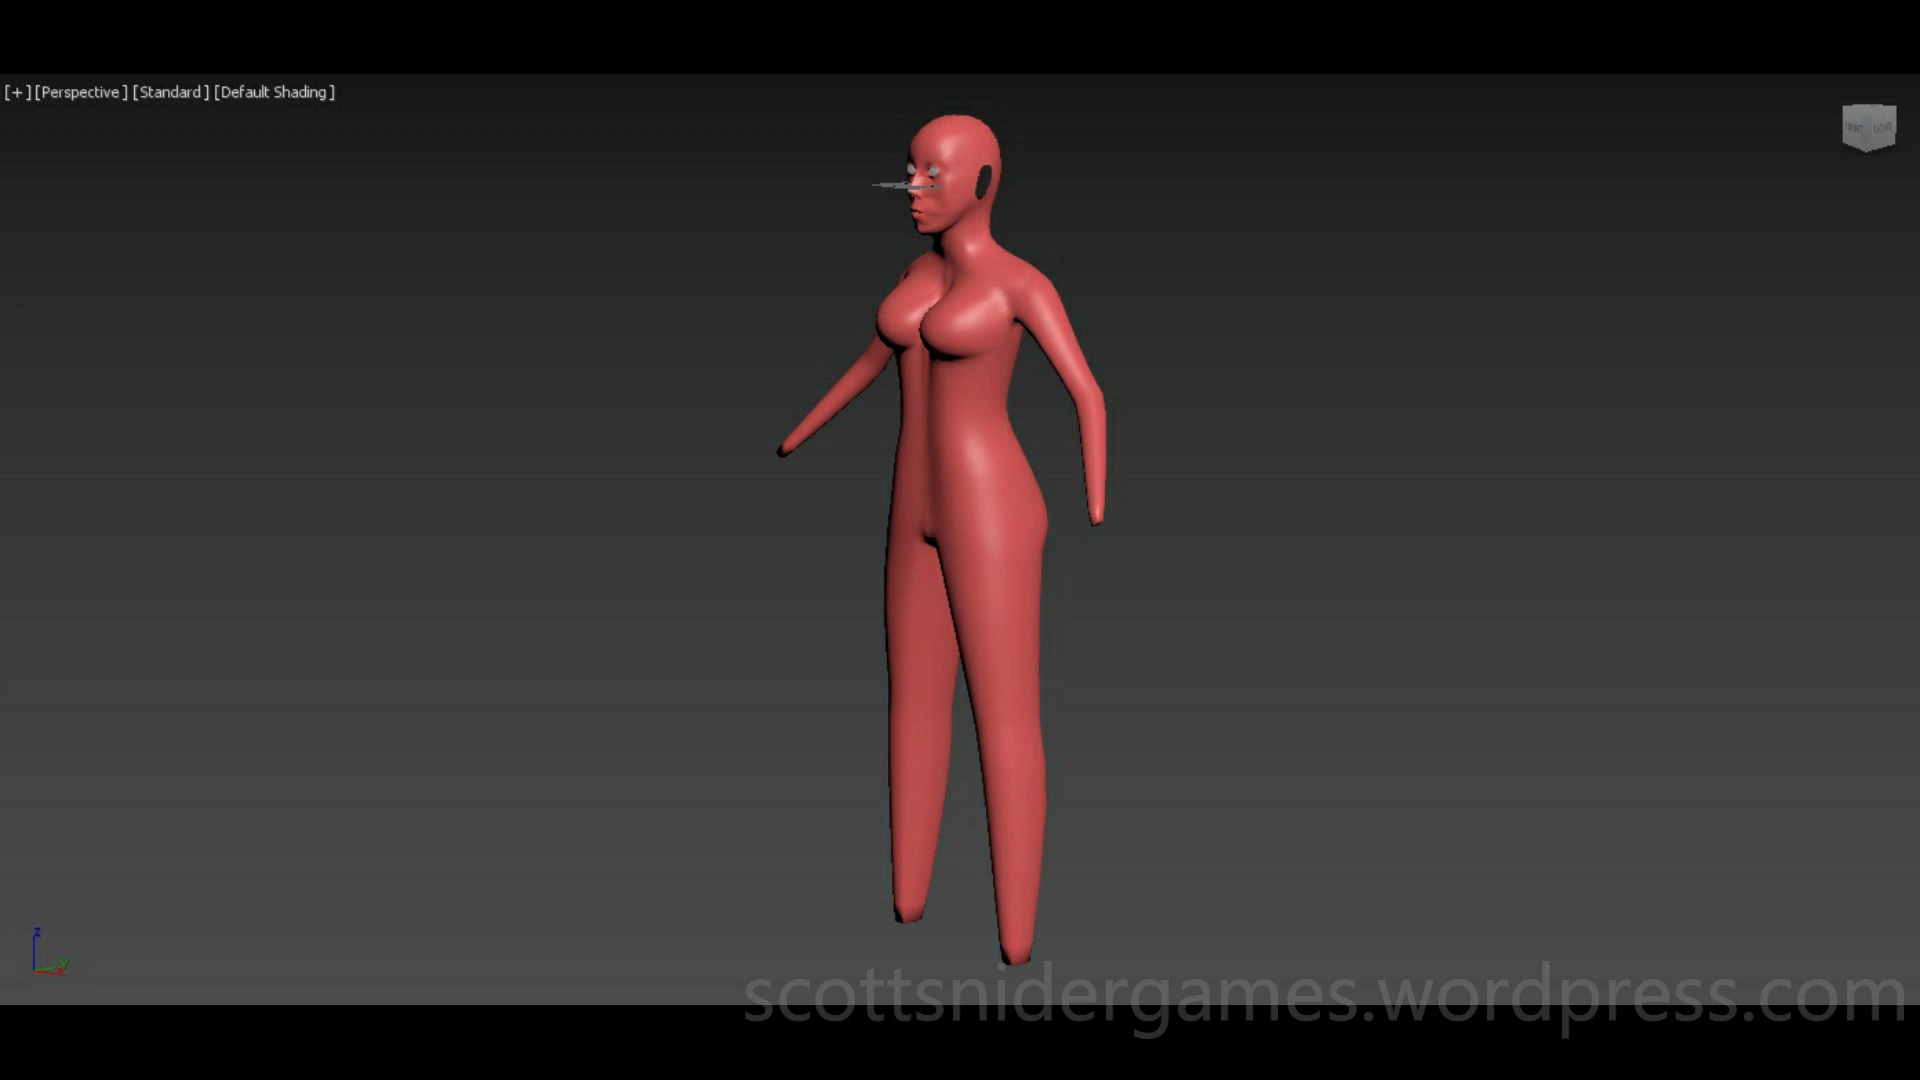 [+][Perspective][Standard][Default Shading]
z
y
x
scottsnidergames.wordpress.com